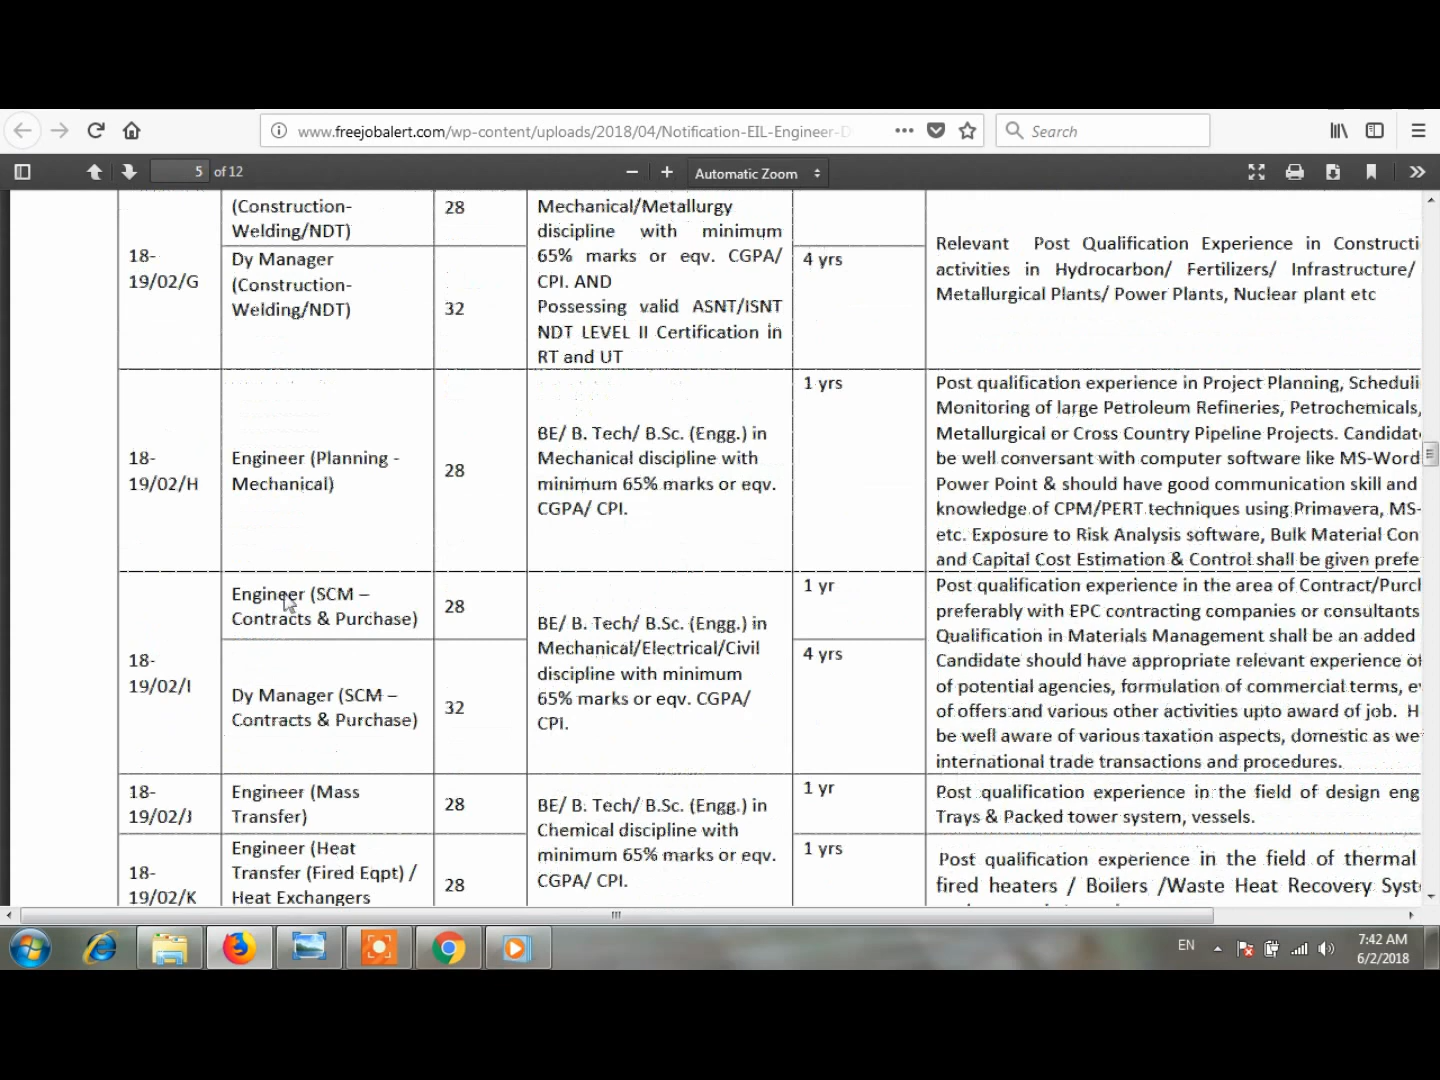 www.freejobalert.com/wp-content/uploads/2018/04/Notification-EIL-Engineer-D
Search
5 of 12
Automatic Zoom
18-
19/02/G
(Construction-
Welding/NDT)
28
Dy Manager
(Construction-
Welding/NDT)
32
Mechanical/Metallurgy
discipline with minimum
65% marks or eqv. CGPA/
CPI. AND
Possessing valid ASNT/ISNT
NDT LEVEL II Certification in
RT and UT
4 yrs
Relevant Post Qualification Experience in Constructi
activities in Hydrocarbon/ Fertilizers/ Infrastructure/
Metallurgical Plants/ Power Plants, Nuclear plant etc
18-
19/02/H
Engineer (Planning -
Mechanical)
28
BE/ B. Tech/ B.Sc. (Engg.) in
Mechanical discipline with
minimum 65% marks or eqv.
CGPA/ CPI.
1 yrs
Post qualification experience in Project Planning, Scheduli
Monitoring of large Petroleum Refineries, Petrochemicals,
Metallurgical or Cross Country Pipeline Projects. Candidat
be well conversant with computer software like MS-Word
Power Point & should have good communication skill and
knowledge of CPM/PERT techniques using Primavera, MS-
etc. Exposure to Risk Analysis software, Bulk Material Con
and Capital Cost Estimation & Control shall be given prefe
18-
19/02/I
Engineer (SCM –
Contracts & Purchase)
28
Dy Manager (SCM –
Contracts & Purchase)
32
BE/ B. Tech/ B.Sc. (Engg.) in
Mechanical/Electrical/Civil
discipline with minimum
65% marks or eqv. CGPA/
CPI.
1 yr
4 yrs
Post qualification experience in the area of Contract/Purch
preferably with EPC contracting companies or consultants
Qualification in Materials Management shall be an added
Candidate should have appropriate relevant experience of
of potential agencies, formulation of commercial terms, ev
of offers and various other activities upto award of job. H
be well aware of various taxation aspects, domestic as we
international trade transactions and procedures.
18-
19/02/J
Engineer (Mass
Transfer)
28
BE/ B. Tech/ B.Sc. (Engg.) in
Chemical discipline with
minimum 65% marks or eqv.
CGPA/ CPI.
1 yr
Post qualification experience in the field of design eng
Trays & Packed tower system, vessels.
18-
19/02/K
Engineer (Heat
Transfer (Fired Eqpt) /
Heat Exchangers
28
1 yrs
Post qualification experience in the field of thermal
fired heaters / Boilers /Waste Heat Recovery Syst
EN
7:42 AM
6/2/2018